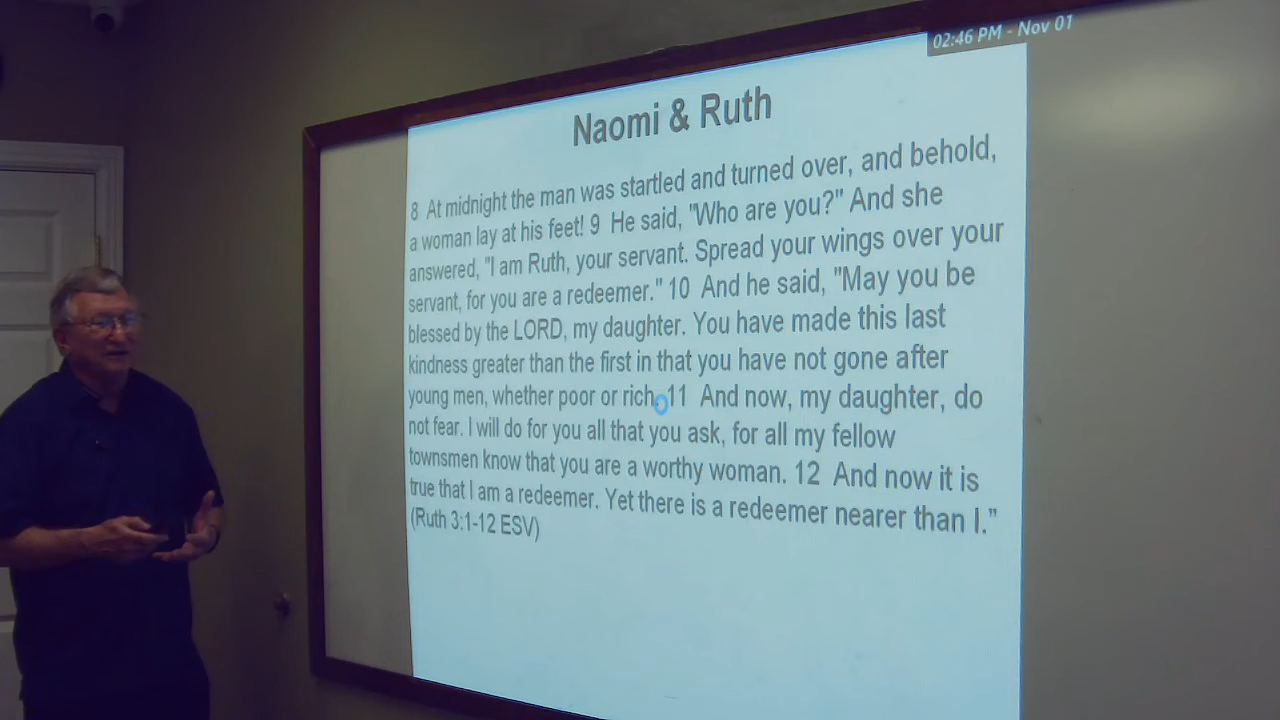 02:46 PM - Nov 01
Naomi & Ruth
8 At midnight the man was startled and turned over, and behold,
a woman lay at his feet! 9 He said, "Who are you?" And she
answered, "I am Ruth, your servant. Spread your wings over your
servant, for you are a redeemer." 10 And he said, "May you be
blessed by the LORD, my daughter. You have made this last
kindness greater than the first in that you have not gone after
young men, whether poor or rich. 11 And now, my daughter, do
not fear. I will do for you all that you ask, for all my fellow
townsmen know that you are a worthy woman. 12 And now it is
true that I am a redeemer. Yet there is a redeemer nearer than I.”
(Ruth 3:1-12 ESV)